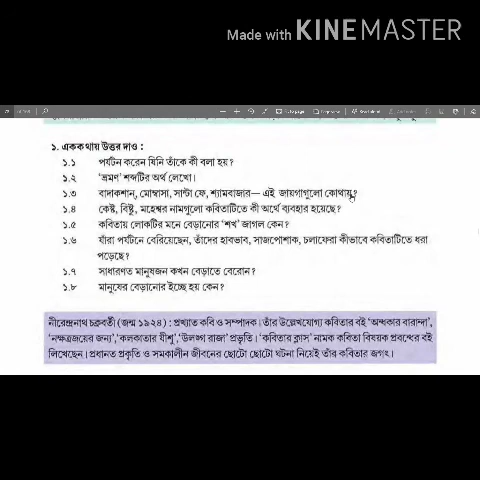 Made with KINEMASTER
১. এককথায় উত্তর দাও :
১.১ পর্যটন করেন যিনি তাঁকে কী বলা হয়?
১.২ 'ভ্রমণ' শব্দটির অর্থ লেখো।
১.৩ বাদাকশান, মোম্বাসা, সান্টা ফে, শ্যামবাজার— এই জায়গাগুলো কোথায়?
১.৪ কেষ্ট, বিষ্টু, মহেশ্বর নামগুলো কবিতাটিতে কী অর্থে ব্যবহার হয়েছে?
১.৫ কবিতায় লোকটির মনে বেড়ানোর 'শখ' জাগল কেন?
১.৬ যাঁরা পর্যটনে বেরিয়েছেন, তাঁদের হাবভাব, সাজপোশাক, চলাফেরা কীভাবে কবিতাটিতে ধরা
পড়েছে?
১.৭ সাধারণত মানুষজন কখন বেড়াতে বেরোন?
১.৮ মানুষের বেড়ানোর ইচ্ছে হয় কেন?
নীরেন্দ্রনাথ চক্রবর্তী (জন্ম ১৯২৪) : প্রখ্যাত কবি ও সম্পাদক। তাঁর উল্লেখযোগ্য কবিতার বই 'অন্ধকার বারান্দা',
'নক্ষত্রজয়ের জন্য', 'কলকাতার যীশু', 'উলঙ্গ রাজা' প্রভৃতি। 'কবিতার ক্লাস' নামক কবিতা বিষয়ক প্রবন্ধের বই
লিখেছেন। প্রধানত প্রকৃতি ও সমকালীন জীবনের ছোটো ছোটো ঘটনা নিয়েই তাঁর কবিতার জগৎ।